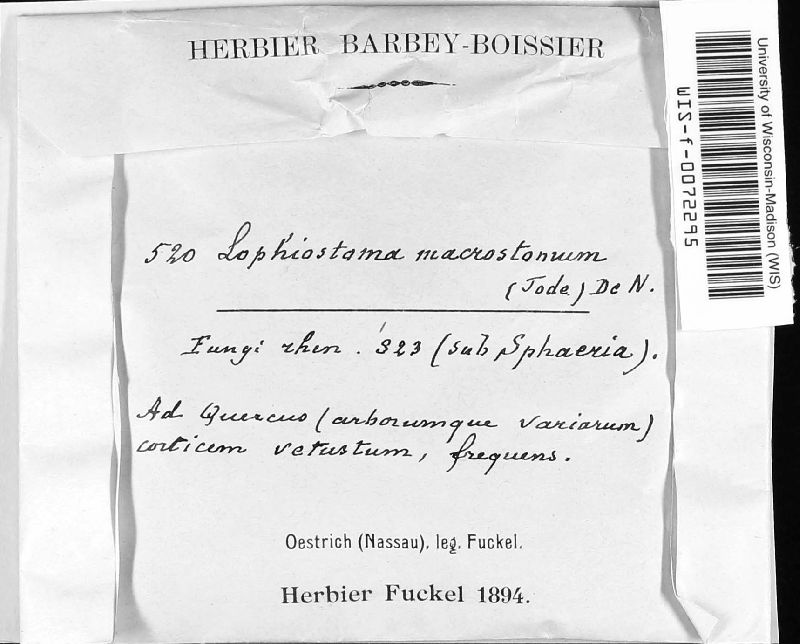 HERBIER BARBEY-BOISSIER
520 Lophiostoma macrostomum
(Tode) De N.
Fungi rhen. 323 (sub Sphaeria).
Ad Quercus (arborumque variarum)
corticem vetustum, frequens.
Oestrich (Nassau), leg. Fuckel.
Herbier Fuckel 1894.
University of Wisconsin-Madison (WIS)
WIS-f-0072295